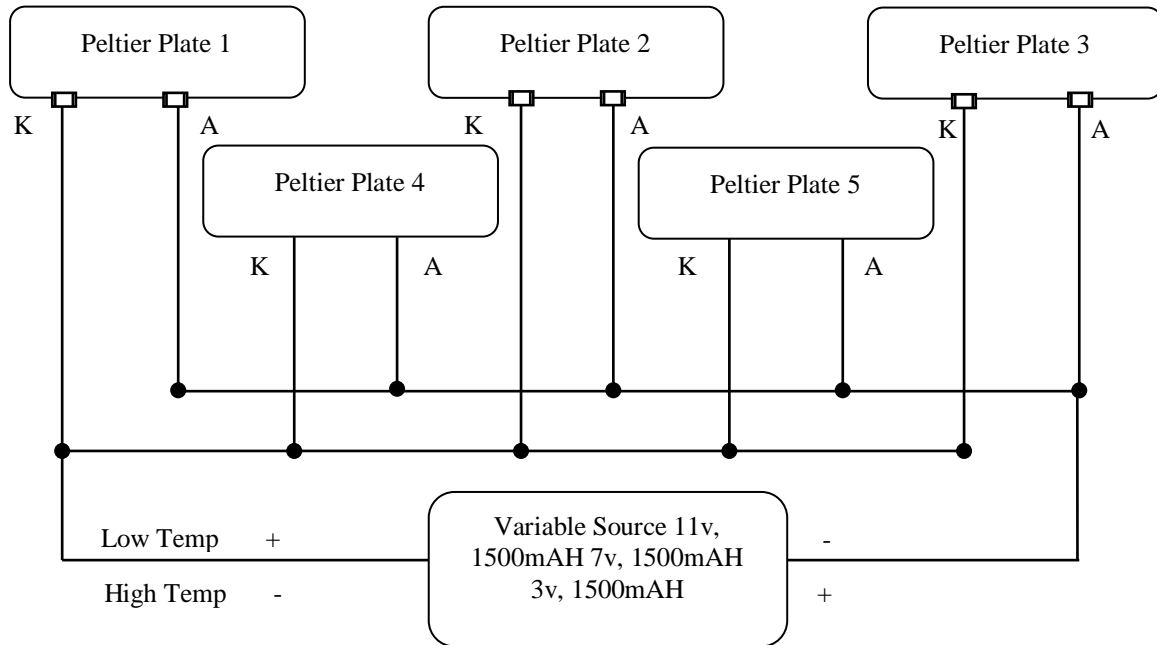 Peltier Plate 1
Peltier Plate 2
Peltier Plate 3
K
A
K
A
K
A
Peltier Plate 4
Peltier Plate 5
K
A
K
A
Low Temp +
High Temp -
Variable Source 11v,
1500mAH 7v, 1500mAH
3v, 1500mAH
-
+